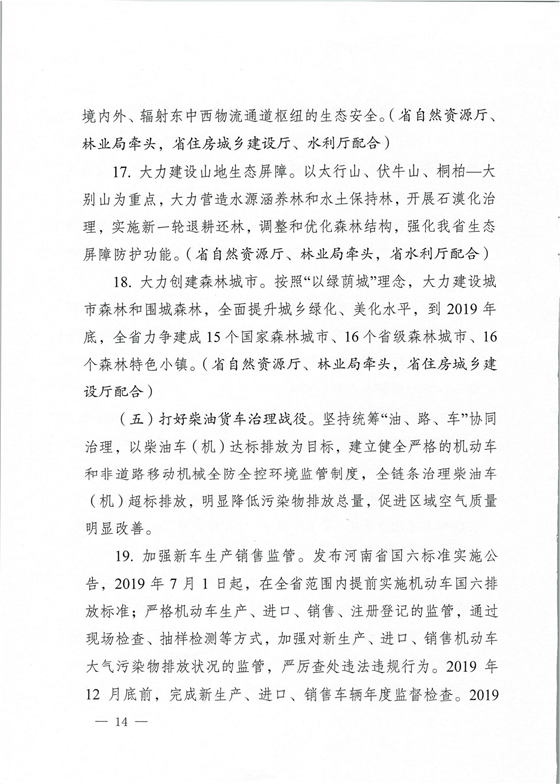 境内外、辐射东中西物流通道枢纽的生态安全。（省自然资源厅、
林业局牵头，省住房城乡建设厅、水利厅配合）
17. 大力建设山地生态屏障。以太行山、伏牛山、桐柏—大
别山为重点，大力营造水源涵养林和水土保持林，开展石漠化治
理，实施新一轮退耕还林，调整和优化森林结构，强化我省生态
屏障防护功能。（省自然资源厅、林业局牵头，省水利厅配合）
18. 大力创建森林城市。按照“以绿荫城”理念，大力建设城
市森林和围城森林，全面提升城乡绿化、美化水平，到 2019 年
底，全省力争建成 15 个国家森林城市、16 个省级森林城市、16
个森林特色小镇。（省自然资源厅、林业局牵头，省住房城乡建
设厅配合）
（五）打好柴油货车治理战役。坚持统筹“油、路、车”协同
治理，以柴油车（机）达标排放为目标，建立健全严格的机动车
和非道路移动机械全防全控环境监管制度，全链条治理柴油车
（机）超标排放，明显降低污染物排放总量，促进区域空气质量
明显改善。
19. 加强新车生产销售监管。发布河南省国六标准实施公
告，2019 年 7 月 1 日起，在全省范围内提前实施机动车国六排
放标准；严格机动车生产、进口、销售、注册登记的监管，通过
现场检查、抽样检测等方式，加强对新生产、进口、销售机动车
大气污染物排放状况的监管，严厉查处违法违规行为。2019 年
12 月底前，完成新生产、进口、销售车辆年度监督检查。2019
— 14 —